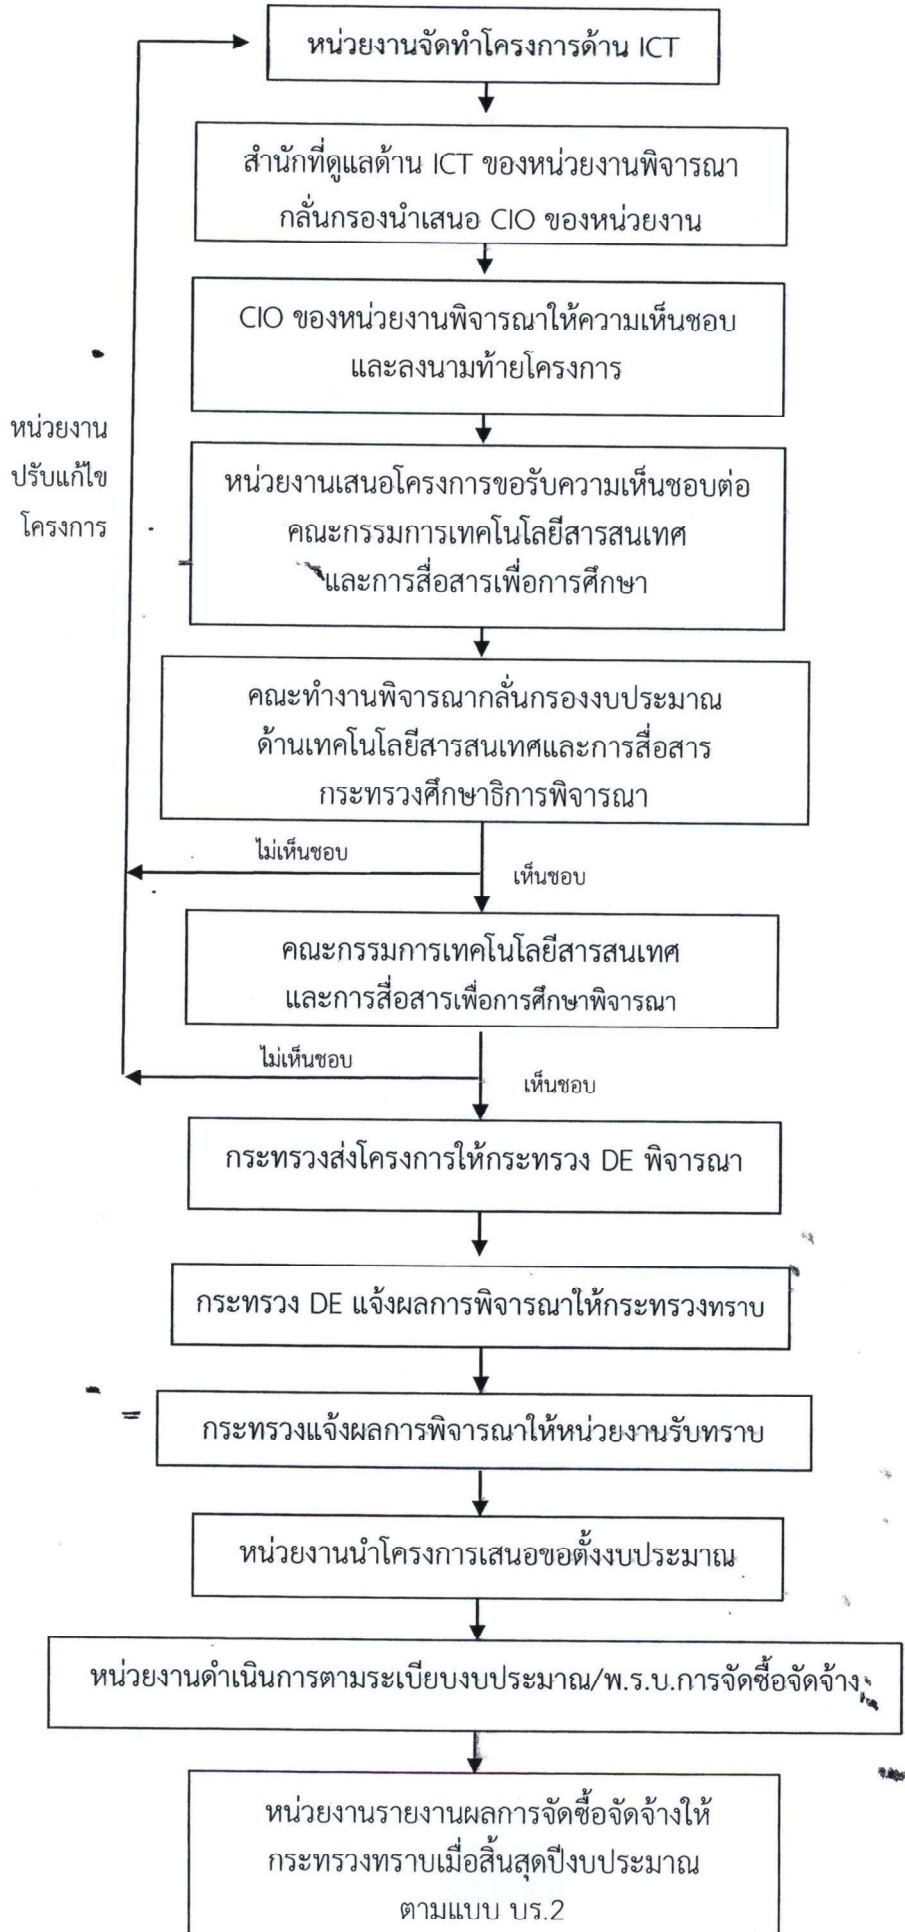 หน่วยงานจัดทำโครงการด้าน ICT
สำนักที่ดูแลด้าน ICT ของหน่วยงานพิจารณา
กลั่นกรองนำเสนอ CIO ของหน่วยงาน
CIO ของหน่วยงานพิจารณาให้ความเห็นชอบ
และลงนามท้ายโครงการ
หน่วยงาน
ปรับแก้ไข
โครงการ
หน่วยงานเสนอโครงการขอรับความเห็นชอบต่อ
คณะกรรมการเทคโนโลยีสารสนเทศ
และการสื่อสารเพื่อการศึกษา
คณะทำงานพิจารณากลั่นกรองงบประมาณ
ด้านเทคโนโลยีสารสนเทศและการสื่อสาร
กระทรวงศึกษาธิการพิจารณา
ไม่เห็นชอบ
เห็นชอบ
คณะกรรมการเทคโนโลยีสารสนเทศ
และการสื่อสารเพื่อการศึกษาพิจารณา
ไม่เห็นชอบ
เห็นชอบ
กระทรวงส่งโครงการให้กระทรวง DE พิจารณา
กระทรวง DE แจ้งผลการพิจารณาให้กระทรวงทราบ
กระทรวงแจ้งผลการพิจารณาให้หน่วยงานรับทราบ
หน่วยงานนำโครงการเสนอขอตั้งงบประมาณ
หน่วยงานดำเนินการตามระเบียบงบประมาณ/พ.ร.บ.การจัดซื้อจัดจ้าง
หน่วยงานรายงานผลการจัดซื้อจัดจ้างให้
กระทรวงทราบเมื่อสิ้นสุดปีงบประมาณ
ตามแบบ บร.2